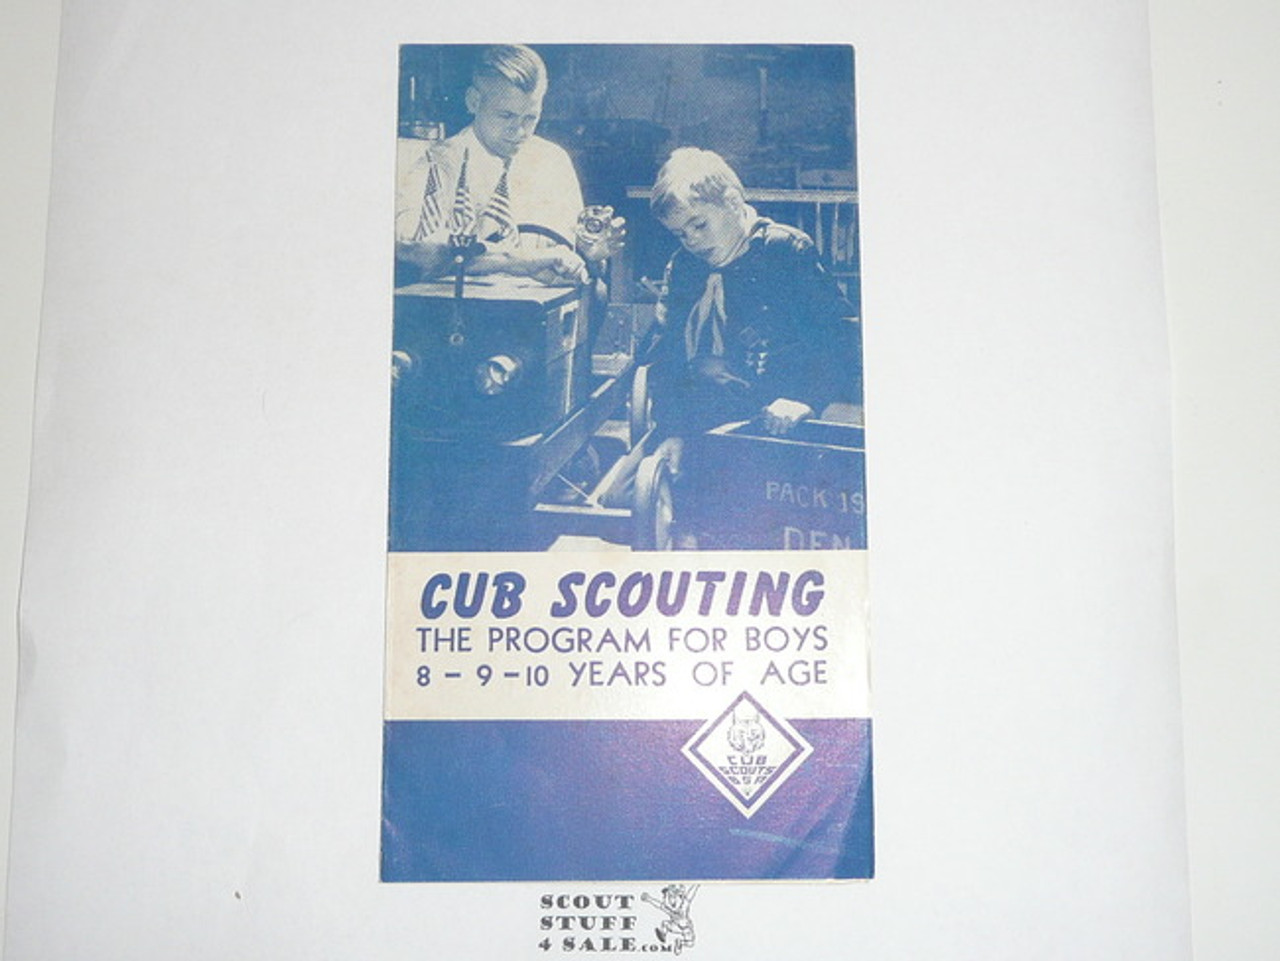 PACK 19
DEN
CUB SCOUTING
THE PROGRAM FOR BOYS
8 - 9 - 10 YEARS OF AGE
CUB
SCOUTS
BSA
SCOUT
STUFF
4 SALE.com